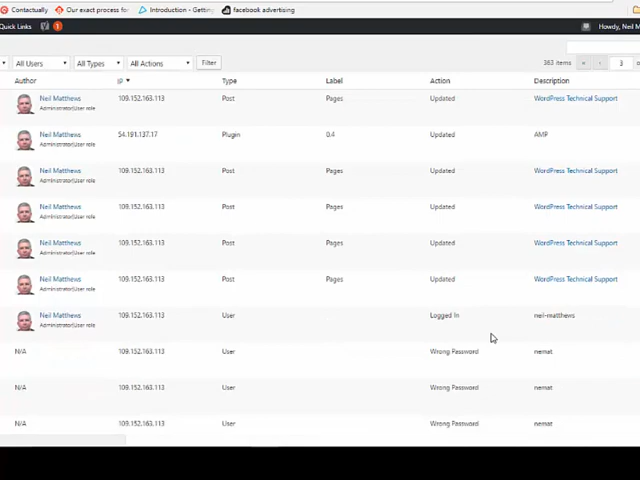 Contactually Our exact process fo Introduction - Getting facebook advertising
Quick Links 1 Howdy, Neil M
All Users All Types All Actions Filter 363 items « ‹ 3 o
Author IP Type Label Action Description
Neil Matthews 109.152.163.113 Post Pages Updated WordPress Technical Support
Administrator|User role
Neil Matthews 54.191.137.17 Plugin 0.4 Updated AMP
Administrator|User role
Neil Matthews 109.152.163.113 Post Pages Updated WordPress Technical Support
Administrator|User role
Neil Matthews 109.152.163.113 Post Pages Updated WordPress Technical Support
Administrator|User role
Neil Matthews 109.152.163.113 Post Pages Updated WordPress Technical Support
Administrator|User role
Neil Matthews 109.152.163.113 Post Pages Updated WordPress Technical Support
Administrator|User role
Neil Matthews 109.152.163.113 User Logged In neil-matthews
Administrator|User role
N/A 109.152.163.113 User Wrong Password nemat
N/A 109.152.163.113 User Wrong Password nemat
N/A 109.152.163.113 User Wrong Password nemat